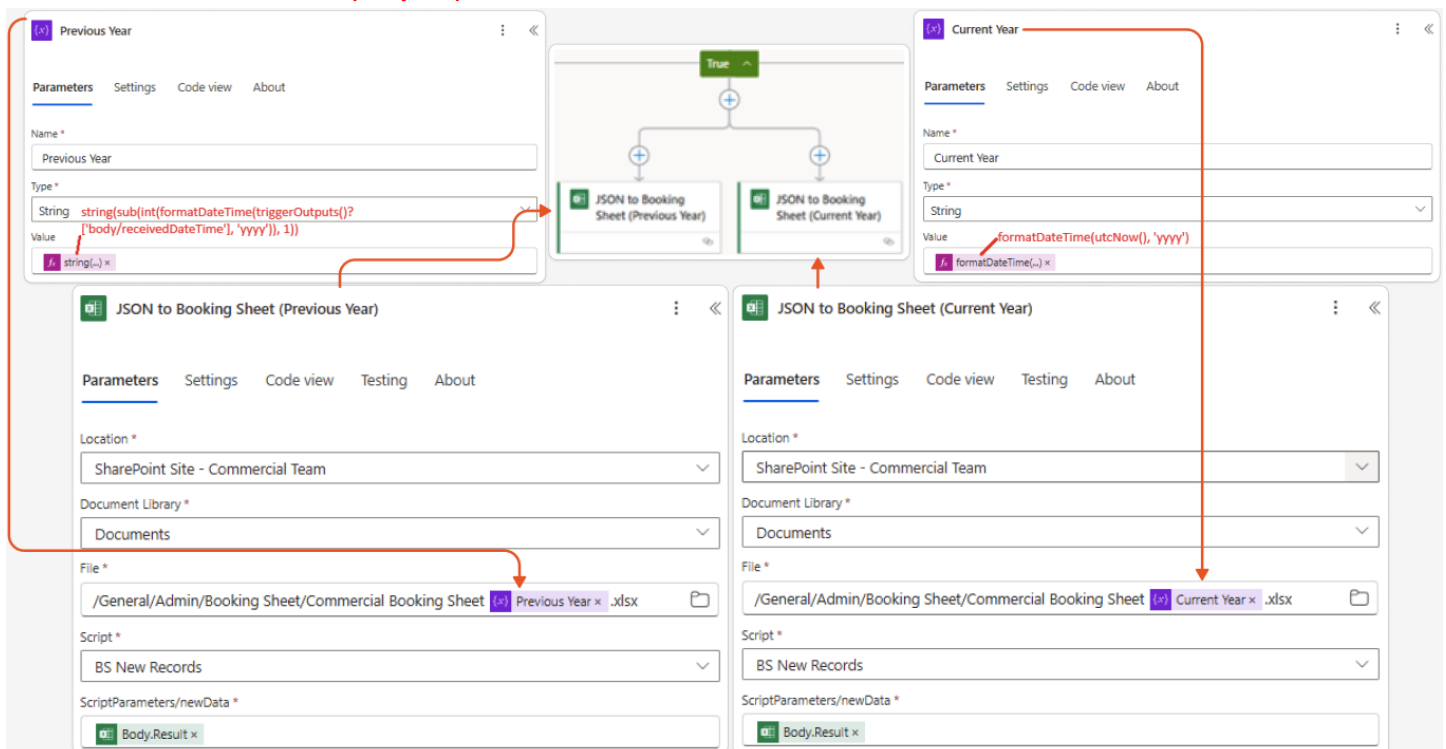 Previous Year
Parameters Settings Code view About
Name *
Previous Year
Type *
String string(sub(int(formatDateTime(triggerOutputs()?
['body/receivedDateTime'], 'yyyy')), 1))
Value
fx string(...) ×
True
JSON to Booking
Sheet (Previous Year)
JSON to Booking
Sheet (Current Year)
Current Year
Parameters Settings Code view About
Name *
Current Year
Type *
String
Value formatDateTime(utcNow(), 'yyyy')
fx formatDateTime(...) ×
JSON to Booking Sheet (Previous Year)
Parameters Settings Code view Testing About
Location *
SharePoint Site - Commercial Team
Document Library *
Documents
File *
/General/Admin/Booking Sheet/Commercial Booking Sheet {x} Previous Year × .xlsx
Script *
BS New Records
ScriptParameters/newData *
Body.Result ×
JSON to Booking Sheet (Current Year)
Parameters Settings Code view Testing About
Location *
SharePoint Site - Commercial Team
Document Library *
Documents
File *
/General/Admin/Booking Sheet/Commercial Booking Sheet {x} Current Year × .xlsx
Script *
BS New Records
ScriptParameters/newData *
Body.Result ×